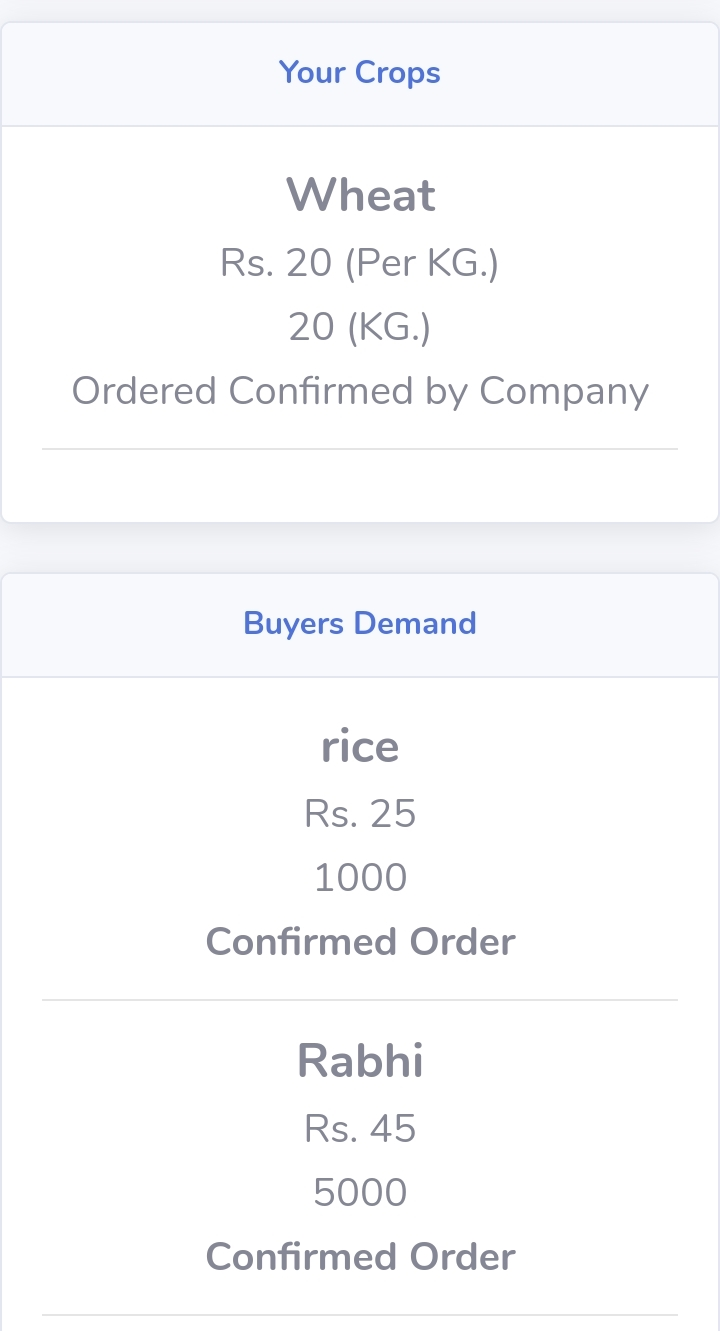 Your Crops
Wheat
Rs. 20 (Per KG.)
20 (KG.)
Ordered Confirmed by Company
Buyers Demand
rice
Rs. 25
1000
Confirmed Order
Rabhi
Rs. 45
5000
Confirmed Order